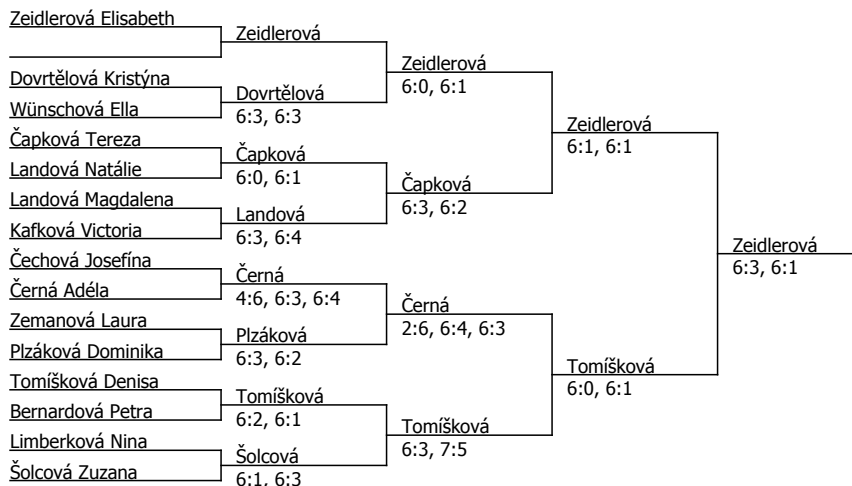 Zeidlerová Elisabeth
Dovrtělová Kristýna
Wünschová Ella
Čapková Tereza
Landová Natálie
Landová Magdalena
Kafková Victoria
Čechová Josefína
Černá Adéla
Zemanová Laura
Plzáková Dominika
Tomíšková Denisa
Bernardová Petra
Limberková Nina
Šolcová Zuzana
Zeidlerová
Dovrtělová
6:3, 6:3
Čapková
6:0, 6:1
Landová
6:3, 6:4
Černá
4:6, 6:3, 6:4
Plzáková
6:3, 6:2
Tomíšková
6:2, 6:1
Šolcová
6:1, 6:3
Zeidlerová
6:0, 6:1
Čapková
6:3, 6:2
Černá
2:6, 6:4, 6:3
Tomíšková
6:3, 7:5
Zeidlerová
6:1, 6:1
Tomíšková
6:0, 6:1
Zeidlerová
6:3, 6:1